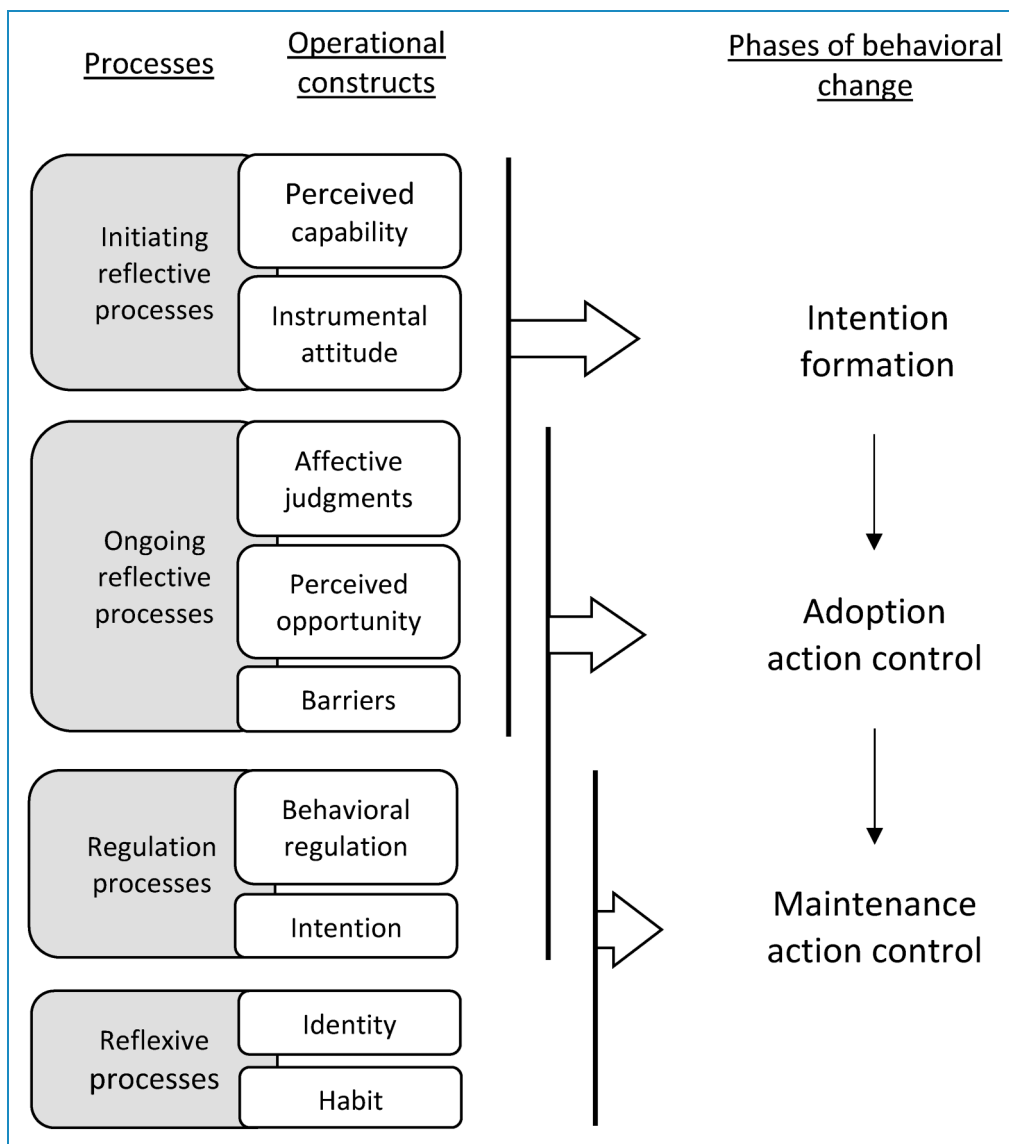 Processes
Operational
constructs
Phases of behavioral
change
Initiating
reflective
processes
Perceived
capability
Instrumental
attitude
Intention
formation
Ongoing
reflective
processes
Affective
judgments
Perceived
opportunity
Barriers
Adoption
action control
Regulation
processes
Behavioral
regulation
Intention
Maintenance
action control
Reflexive
processes
Identity
Habit